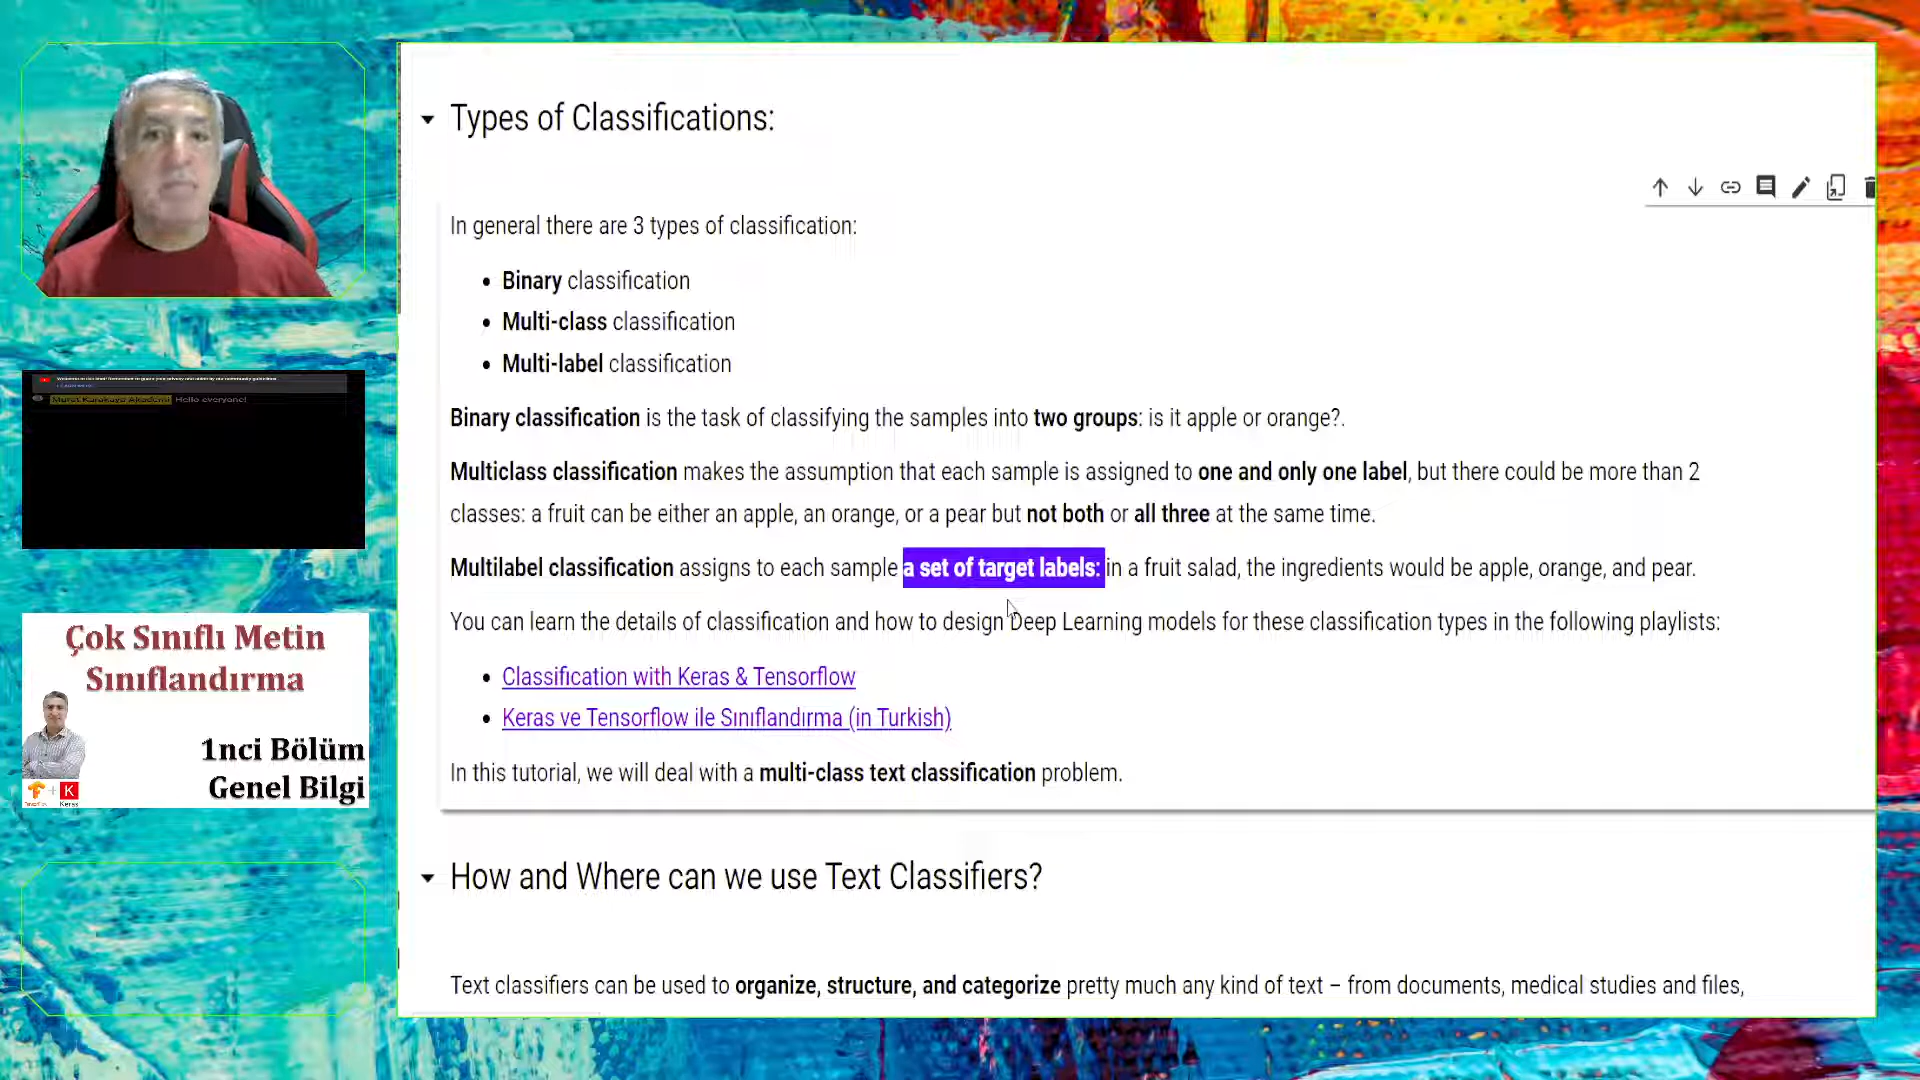 Types of Classifications:
In general there are 3 types of classification:
• Binary classification
• Multi-class classification
• Multi-label classification
Binary classification is the task of classifying the samples into two groups: is it apple or orange?.
Multiclass classification makes the assumption that each sample is assigned to one and only one label, but there could be more than 2
classes: a fruit can be either an apple, an orange, or a pear but not both or all three at the same time.
Multilabel classification assigns to each sample a set of target labels: in a fruit salad, the ingredients would be apple, orange, and pear.
You can learn the details of classification and how to design Deep Learning models for these classification types in the following playlists:
• Classification with Keras & Tensorflow
• Keras ve Tensorflow ile Sınıflandırma (in Turkish)
In this tutorial, we will deal with a multi-class text classification problem.
How and Where can we use Text Classifiers?
Text classifiers can be used to organize, structure, and categorize pretty much any kind of text – from documents, medical studies and files,
Murat Karakaya Akademi Hello everyone!
Çok Sınıflı Metin
Sınıflandırma
1nci Bölüm
Genel Bilgi
+ K
Keras